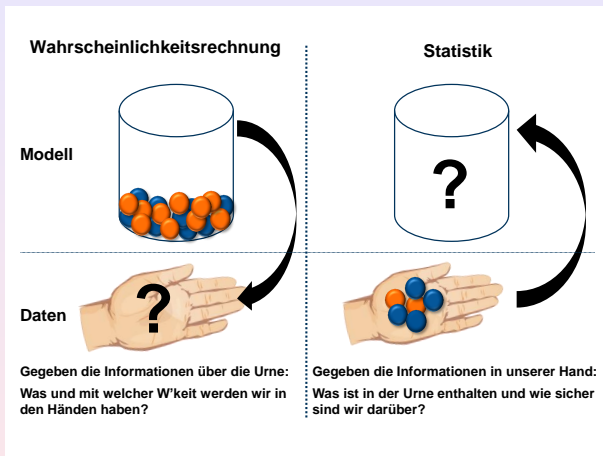 Wahrscheinlichkeitsrechnung
Statistik
Modell
?
?
Daten
?
Gegeben die Informationen über die Urne:
Was und mit welcher W'keit werden wir in
den Händen haben?
Gegeben die Informationen in unserer Hand:
Was ist in der Urne enthalten und wie sicher
sind wir darüber?